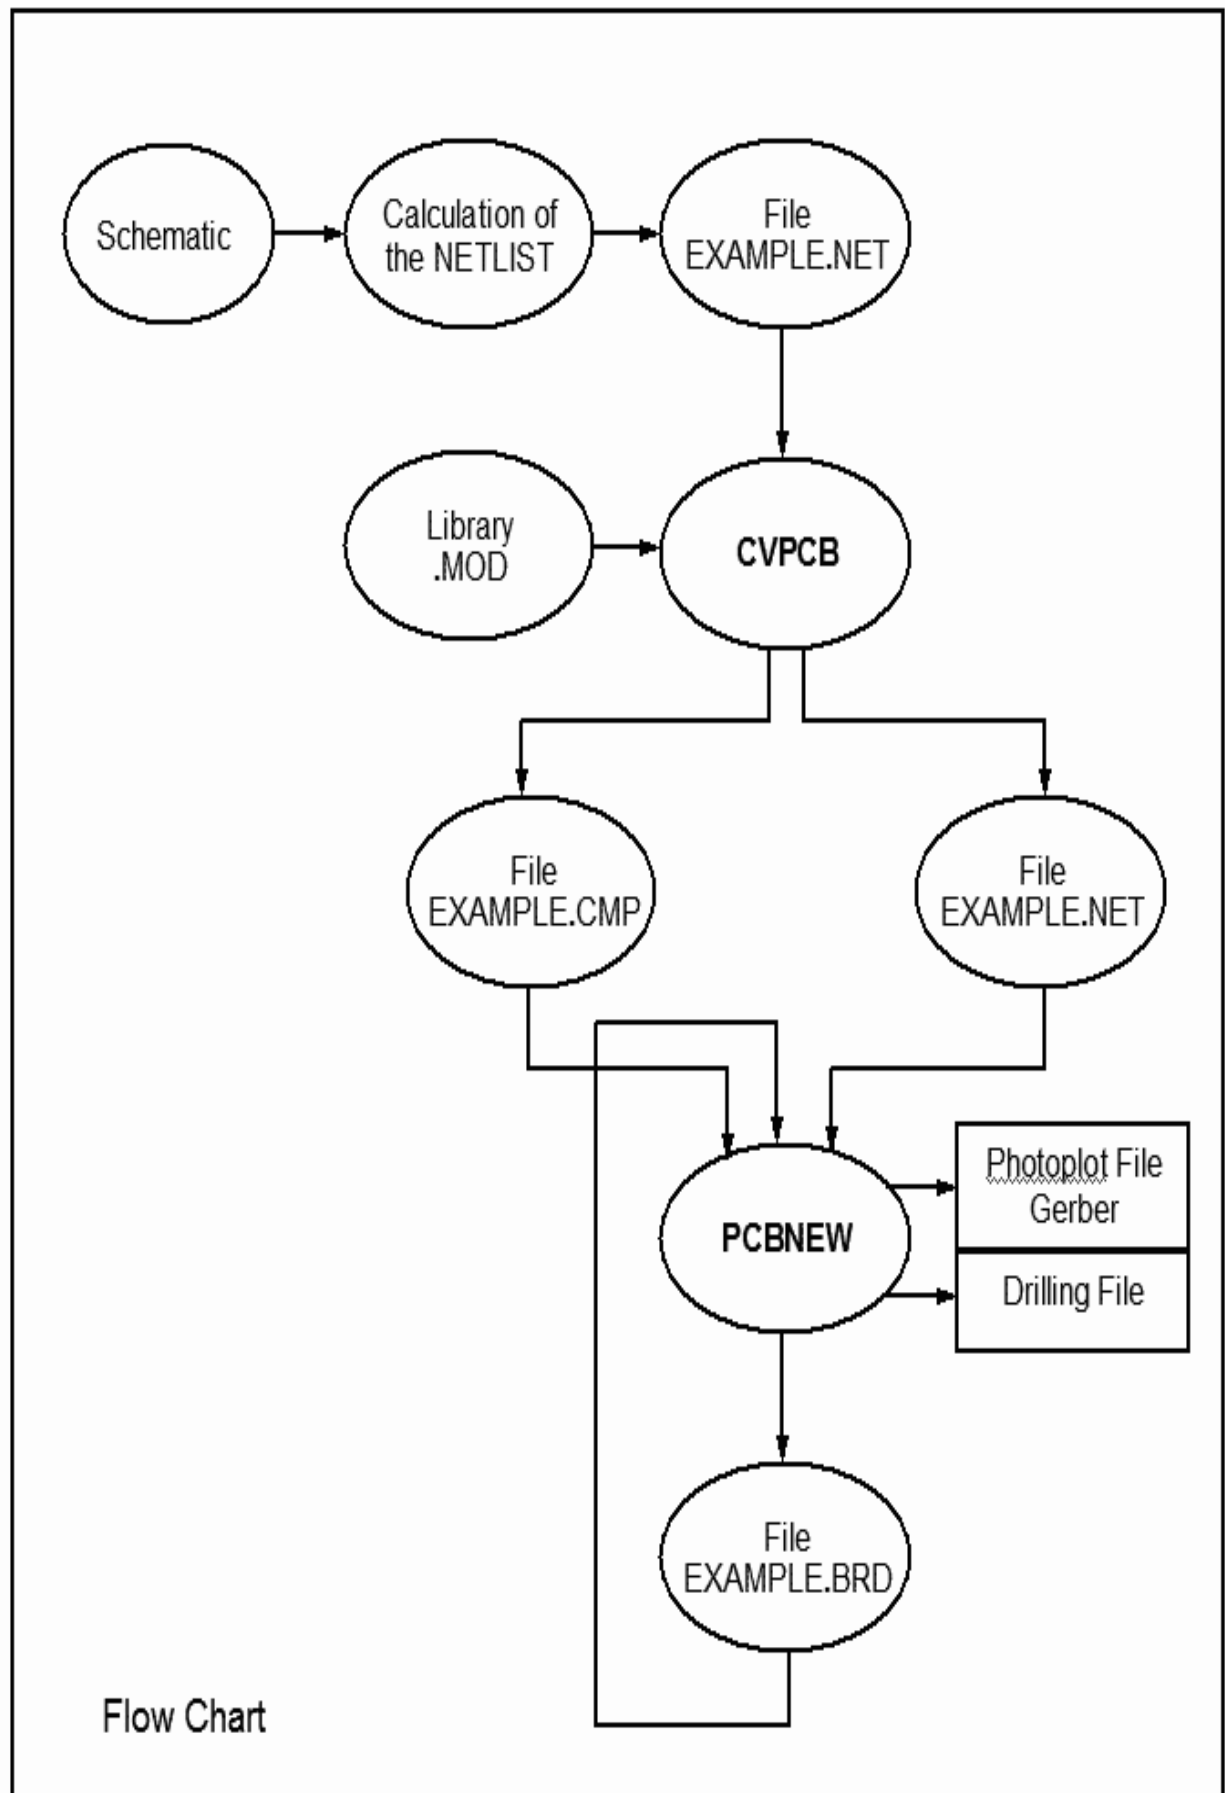 Schematic
Calculation of
the NETLIST
File
EXAMPLE.NET
Library
.MOD
CVPCB
File
EXAMPLE.CMP
File
EXAMPLE.NET
PCBNEW
Photoplot File
Gerber
Drilling File
File
EXAMPLE.BRD
Flow Chart